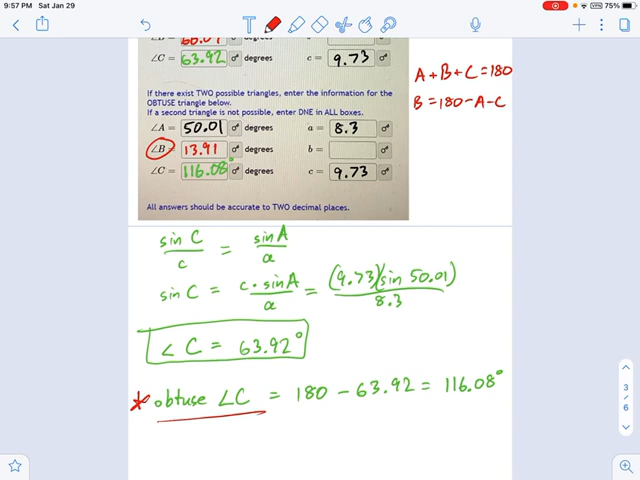 9:57 PM Sat Jan 29
75%
∠C = 63.92 degrees c = 9.73
If there exist TWO possible triangles, enter the information for the
OBTUSE triangle below.
If a second triangle is not possible, enter DNE in ALL boxes.
∠A = 50.01 degrees a = 8.3
∠B = 13.91 degrees b =
∠C = 116.08° degrees c = 9.73
All answers should be accurate to TWO decimal places.
A + B + C = 180
B = 180 - A - C
sin C / c = sin A / a
sin C = c · sin A / a = (9.73)(sin 50.01) / 8.3
∠ C = 63.92°
* obtuse ∠C = 180 - 63.92 = 116.08°
3 / 6